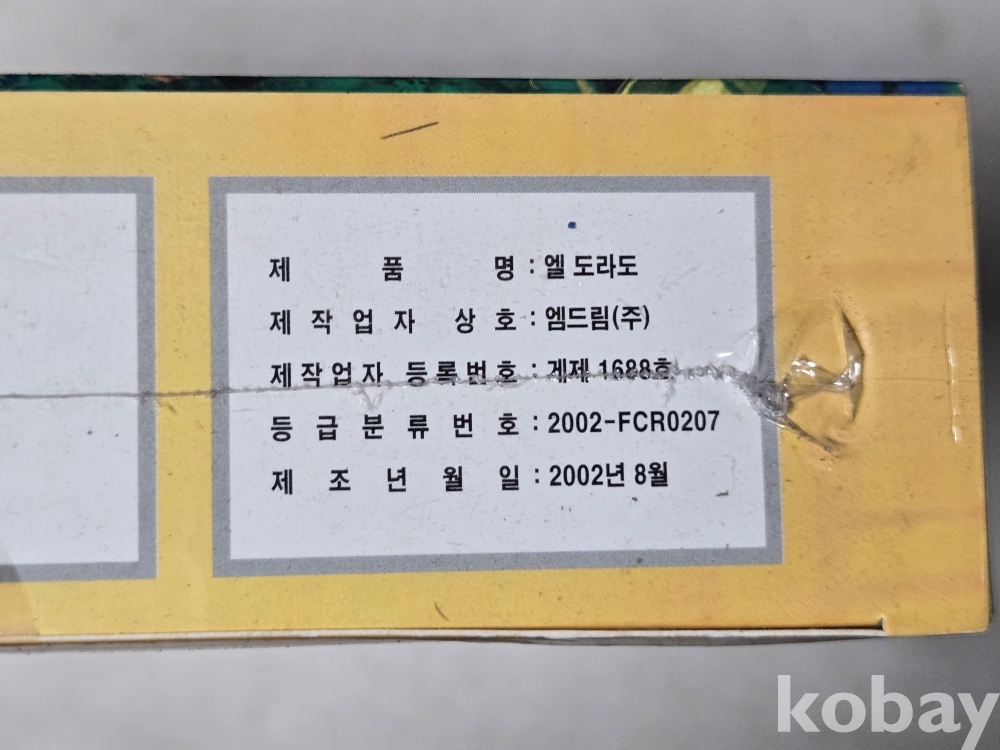 제 품 명 : 엘 도라도
제 작 업 자 상 호 : 엠드림(주)
제 작 업 자 등 록 번 호 : 게제 1688호
등 급 분 류 번 호 : 2002-FCR0207
제 조 년 월 일 : 2002년 8월
kobay